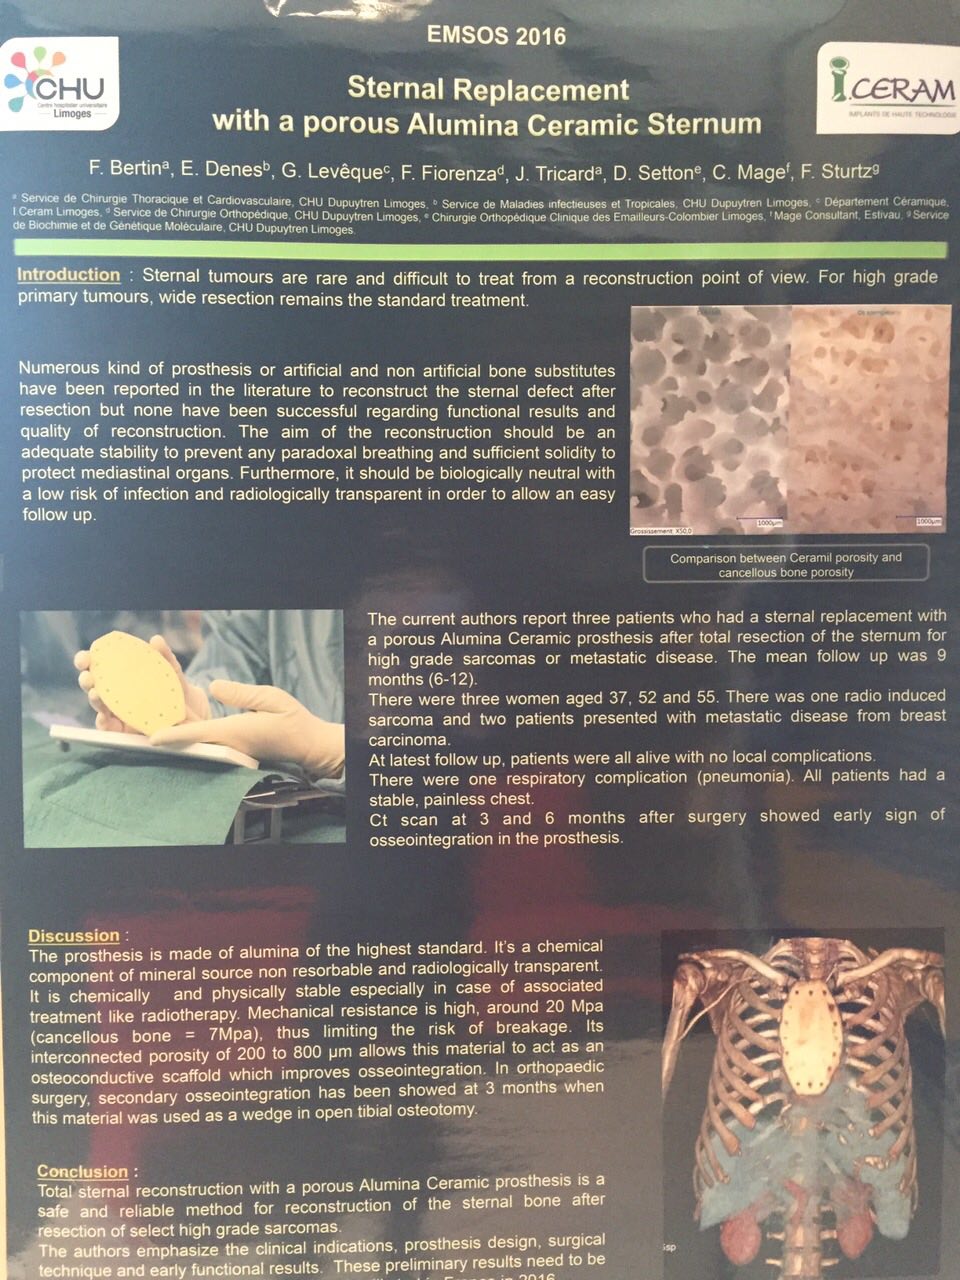 EMSOS 2016
CHU
Centre hospitalier universitaire
Limoges
i.CERAM
IMPLANTS DE HAUTE TECHNOLOGIE
Sternal Replacement
with a porous Alumina Ceramic Sternum
F. Bertinᵃ, E. Denesᵇ, G. Levêqueᶜ, F. Fiorenzaᵈ, J. Tricardᵃ, D. Settonᵉ, C. Mageᶠ, F. Sturtzᵍ
ᵃ Service de Chirurgie Thoracique et Cardiovasculaire, CHU Dupuytren Limoges, ᵇ Service de Maladies infectieuses et Tropicales, CHU Dupuytren Limoges, ᶜ Département Céramique,
I.Ceram Limoges, ᵈ Service de Chirurgie Orthopédique, CHU Dupuytren Limoges, ᵉ Chirurgie Orthopédique Clinique des Emailleurs-Colombier Limoges, ᶠ Mage Consultant, Estivau, ᵍ Service
de Biochimie et de Génétique Moléculaire, CHU Dupuytren Limoges.
Introduction : Sternal tumours are rare and difficult to treat from a reconstruction point of view. For high grade
primary tumours, wide resection remains the standard treatment.
Numerous kind of prosthesis or artificial and non artificial bone substitutes
have been reported in the literature to reconstruct the sternal defect after
resection but none have been successful regarding functional results and
quality of reconstruction. The aim of the reconstruction should be an
adequate stability to prevent any paradoxal breathing and sufficient solidity to
protect mediastinal organs. Furthermore, it should be biologically neutral with
a low risk of infection and radiologically transparent in order to allow an easy
follow up.
Grossissement: X50,0
1000µm
1000µm
Comparison between Ceramil porosity and
cancellous bone porosity
The current authors report three patients who had a sternal replacement with
a porous Alumina Ceramic prosthesis after total resection of the sternum for
high grade sarcomas or metastatic disease. The mean follow up was 9
months (6-12).
There were three women aged 37, 52 and 55. There was one radio induced
sarcoma and two patients presented with metastatic disease from breast
carcinoma.
At latest follow up, patients were all alive with no local complications.
There were one respiratory complication (pneumonia). All patients had a
stable, painless chest.
Ct scan at 3 and 6 months after surgery showed early sign of
osseointegration in the prosthesis.
Discussion :
The prosthesis is made of alumina of the highest standard. It's a chemical
component of mineral source non resorbable and radiologically transparent.
It is chemically and physically stable especially in case of associated
treatment like radiotherapy. Mechanical resistance is high, around 20 Mpa
(cancellous bone = 7Mpa), thus limiting the risk of breakage. Its
interconnected porosity of 200 to 800 µm allows this material to act as an
osteoconductive scaffold which improves osseointegration. In orthopaedic
surgery, secondary osseointegration has been showed at 3 months when
this material was used as a wedge in open tibial osteotomy.
Conclusion :
Total sternal reconstruction with a porous Alumina Ceramic prosthesis is a
safe and reliable method for reconstruction of the sternal bone after
resection of select high grade sarcomas.
The authors emphasize the clinical indications, prosthesis design, surgical
technique and early functional results. These preliminary results need to be
in 2016